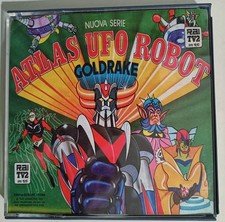 NUOVA SERIE
ATLAS UFO ROBOT
GOLDRAKE
RAI
TV2
RAI
TV2